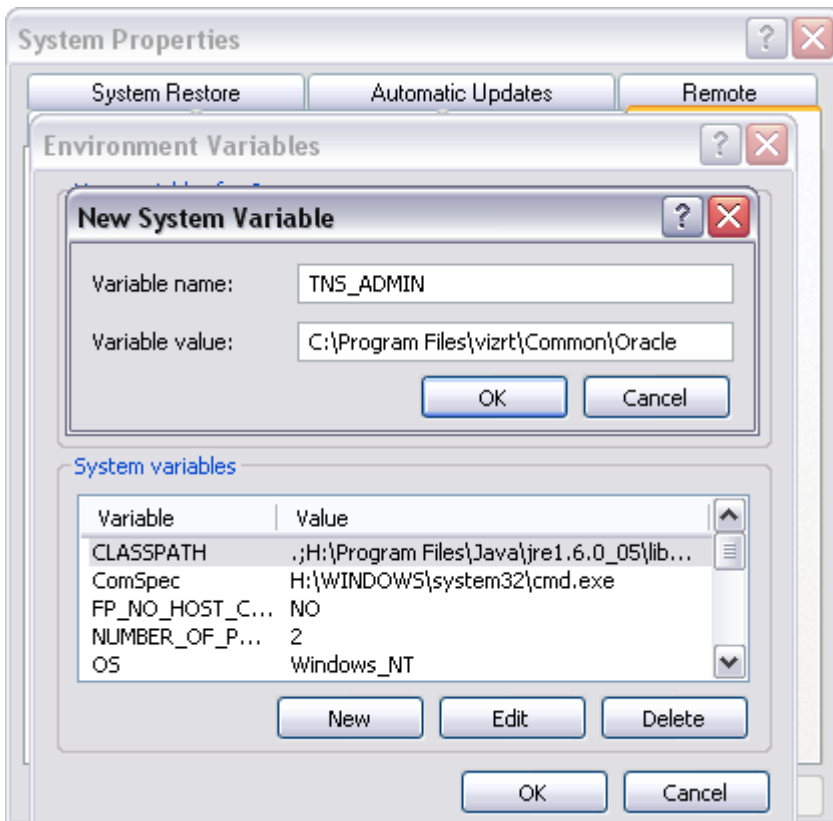 System Properties
System Restore Automatic Updates Remote
Environment Variables
New System Variable
Variable name: TNS_ADMIN
Variable value: C:\Program Files\vizrt\Common\Oracle
OK Cancel
System variables
Variable Value
CLASSPATH .;H:\Program Files\Java\jre1.6.0_05\lib...
ComSpec H:\WINDOWS\system32\cmd.exe
FP_NO_HOST_C... NO
NUMBER_OF_P... 2
OS Windows_NT
New Edit Delete
OK Cancel